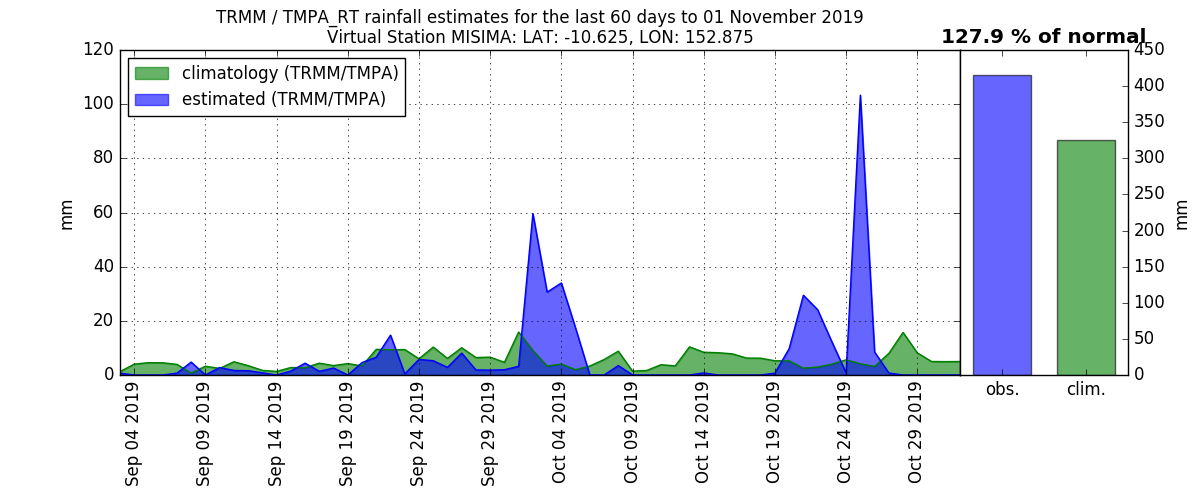 TRMM / TMPA_RT rainfall estimates for the last 60 days to 01 November 2019
Virtual Station MISIMA: LAT: -10.625, LON: 152.875
127.9 % of normal
climatology (TRMM/TMPA)
estimated (TRMM/TMPA)
120
100
80
60
40
20
0
mm
Sep 04 2019
Sep 09 2019
Sep 14 2019
Sep 19 2019
Sep 24 2019
Sep 29 2019
Oct 04 2019
Oct 09 2019
Oct 14 2019
Oct 19 2019
Oct 24 2019
Oct 29 2019
450
400
350
300
250
200
150
100
50
0
mm
obs.
clim.